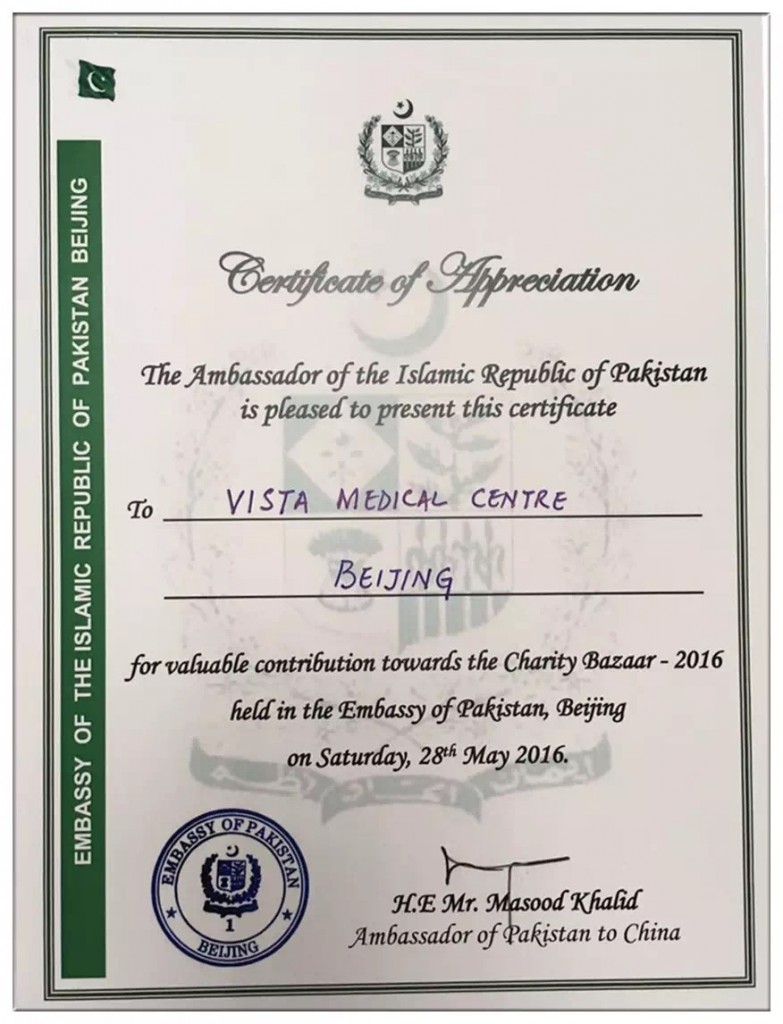 EMBASSY OF THE ISLAMIC REPUBLIC OF PAKISTAN BEIJING
Certificate of Appreciation
The Ambassador of the Islamic Republic of Pakistan
is pleased to present this certificate
To VISTA MEDICAL CENTRE
BEIJING
for valuable contribution towards the Charity Bazaar - 2016
held in the Embassy of Pakistan, Beijing
on Saturday, 28th May 2016.
EMBASSY OF PAKISTAN
1
BEIJING
H.E Mr. Masood Khalid
Ambassador of Pakistan to China